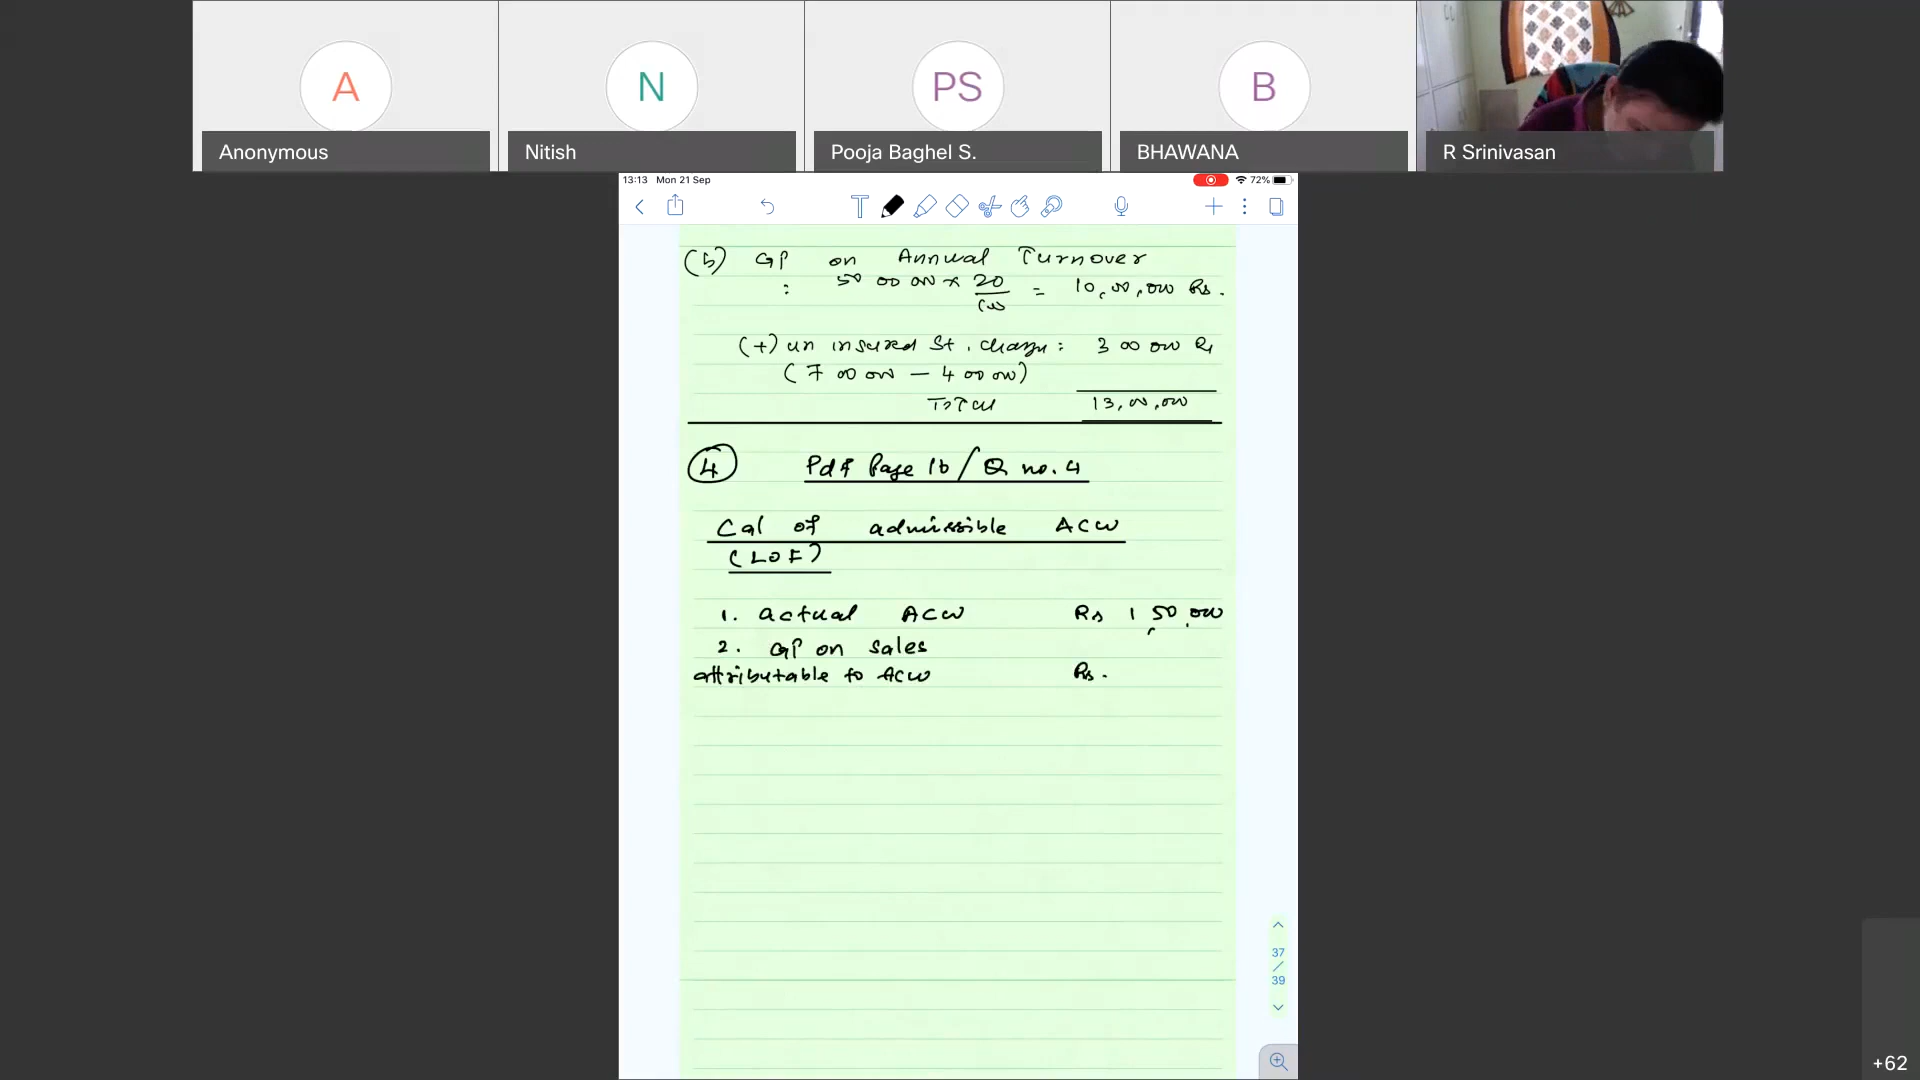 A
N
PS
B
Anonymous
Nitish
Pooja Baghel S.
BHAWANA
R Srinivasan
13:13 Mon 21 Sep
72%
(b) GP on Annual Turnover
: 50 00 000 x 20/100 = 10,00,000 Rs.
(+) un insured St. charge: 3 00 000 Rs
(7 00 000 — 4 00 000)
Total 13,00,000
4 Pdf Page 16/Q no. 4
Cal of admissible ACW
(LOF)
1. actual ACW Rs 1,50,000
2. GP on sales
attributable to ACW Rs.
37
/
39
+62